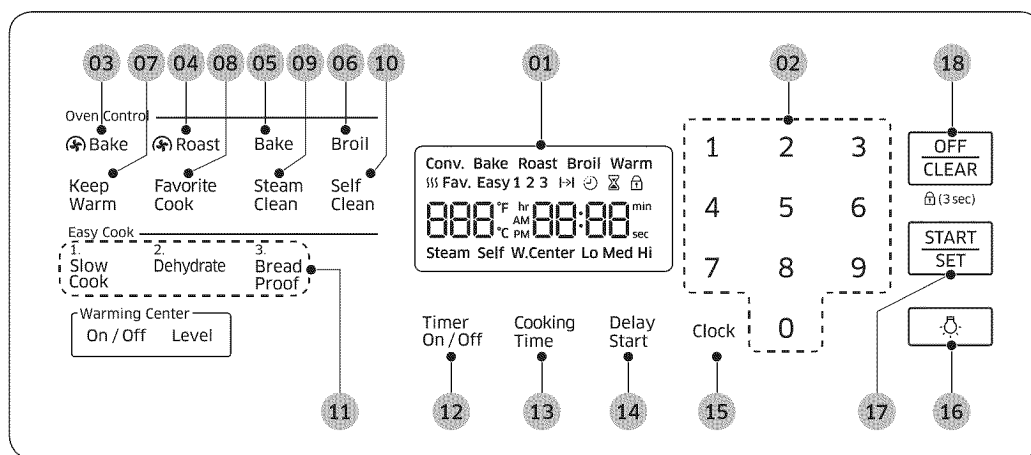 03 07 04 08 05 09 06 10 01 02 18
Oven Control
Bake Roast Bake Broil
Keep Warm Favorite Cook Steam Clean Self Clean
Easy Cook
1. Slow Cook 2. Dehydrate 3. Bread Proof
Warming Center
On / Off Level
Conv. Bake Roast Broil Warm
Fav. Easy 1 2 3
888 °F °C hr AM PM 88:88 min sec
Steam Self W.Center Lo Med Hi
Timer On / Off Cooking Time Delay Start Clock
1 2 3
4 5 6
7 8 9
0
OFF
CLEAR
(3 sec)
START
SET
11 12 13 14 15 17 16